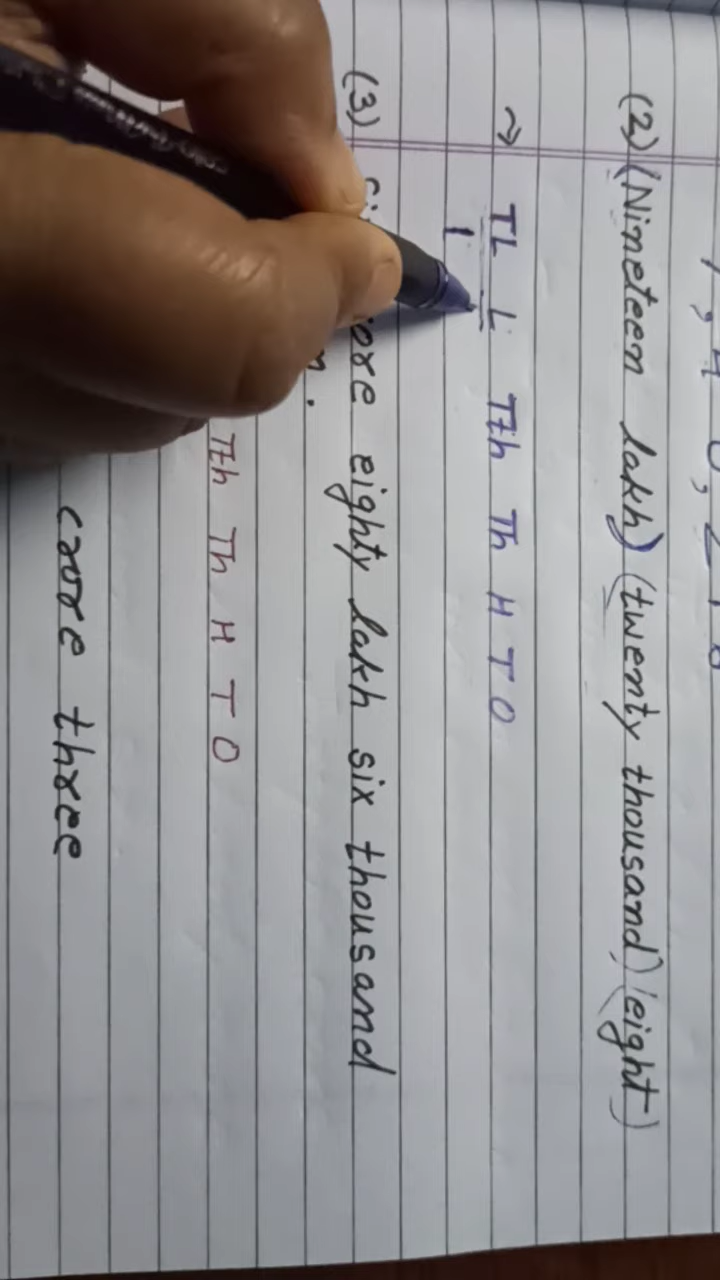 (2) (Nineteen lakh) (twenty thousand) (eight)
→ TL L TTh Th H T O
1
(3) eighty lakh six thousand
TTh Th H T O
crore three